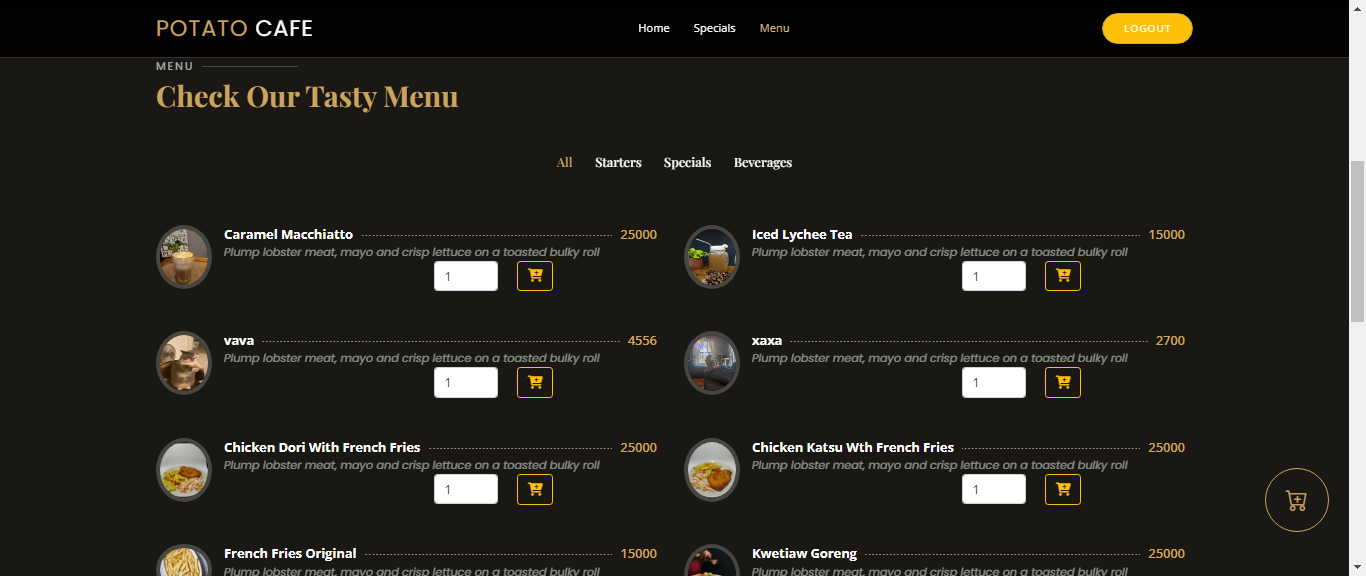 POTATO CAFE
Home Specials Menu
LOGOUT
MENU
Check Our Tasty Menu
All Starters Specials Beverages
Caramel Macchiatto 25000
Plump lobster meat, mayo and crisp lettuce on a toasted bulky roll
1
Iced Lychee Tea 15000
Plump lobster meat, mayo and crisp lettuce on a toasted bulky roll
1
vava 4556
Plump lobster meat, mayo and crisp lettuce on a toasted bulky roll
1
xaxa 2700
Plump lobster meat, mayo and crisp lettuce on a toasted bulky roll
1
Chicken Dori With French Fries 25000
Plump lobster meat, mayo and crisp lettuce on a toasted bulky roll
1
Chicken Katsu Wth French Fries 25000
Plump lobster meat, mayo and crisp lettuce on a toasted bulky roll
1
French Fries Original 15000
Plump lobster meat, mayo and crisp lettuce on a toasted bulky roll
Kwetiaw Goreng 25000
Plump lobster meat, mayo and crisp lettuce on a toasted bulky roll